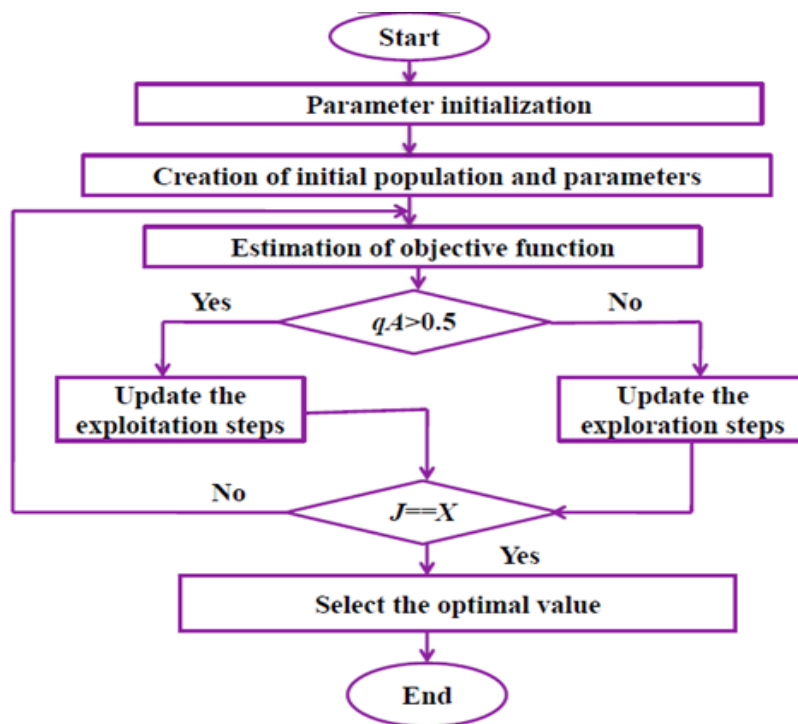 Start
Parameter initialization
Creation of initial population and parameters
Estimation of objective function
Yes
qA>0.5
No
Update the
exploitation steps
Update the
exploration steps
No
J==X
Yes
Select the optimal value
End